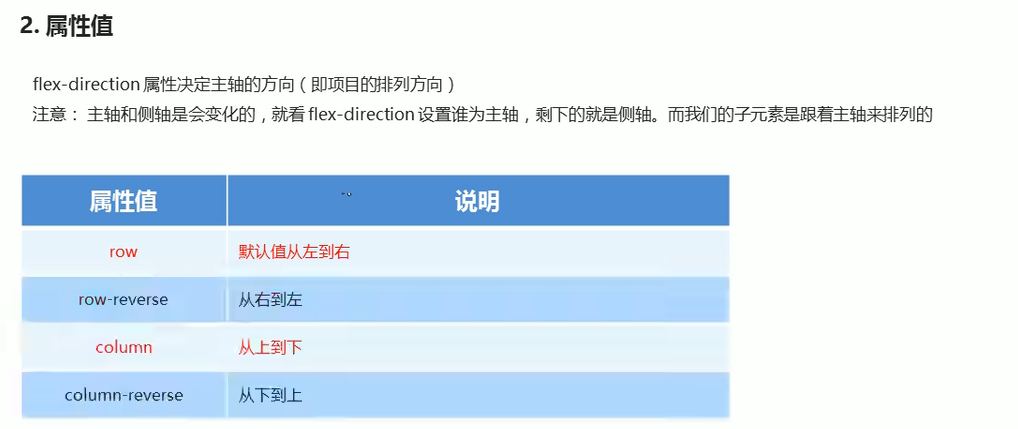 2. 属性值
flex-direction 属性决定主轴的方向（即项目的排列方向）
注意： 主轴和侧轴是会变化的，就看 flex-direction 设置谁为主轴，剩下的就是侧轴。而我们的子元素是跟着主轴来排列的
属性值 说明
row 默认值从左到右
row-reverse 从右到左
column 从上到下
column-reverse 从下到上